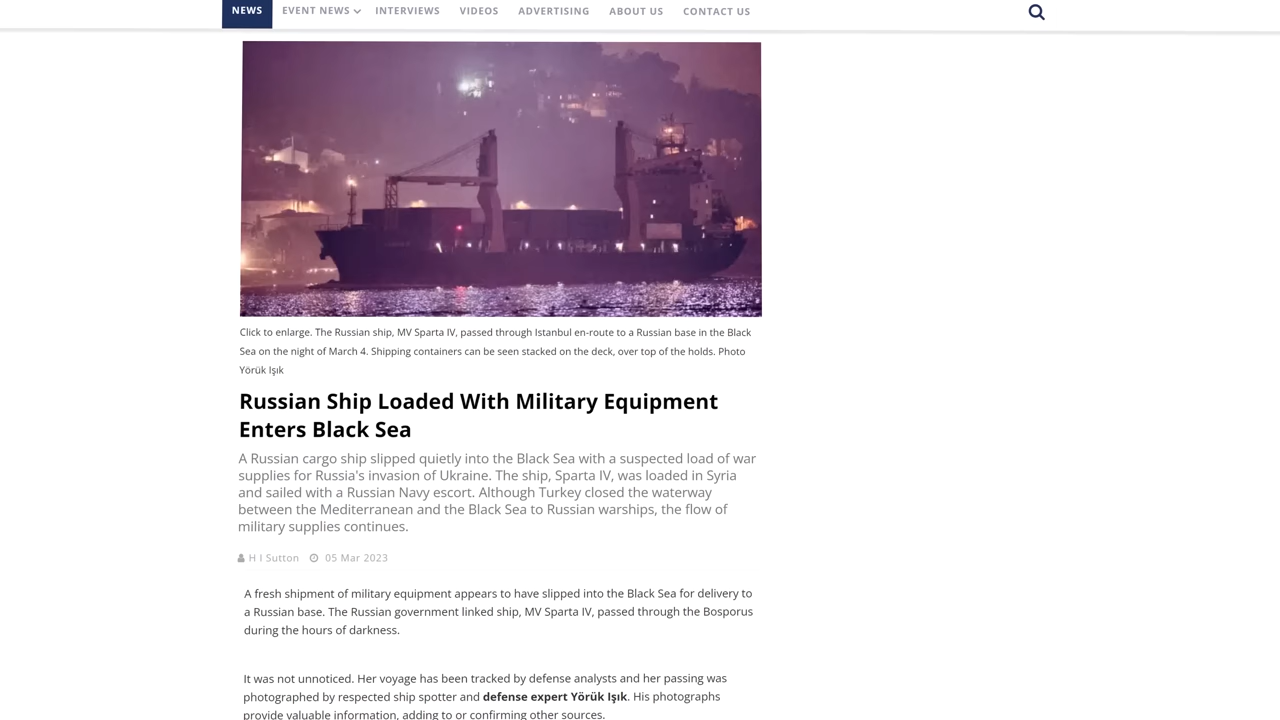 NEWS EVENT NEWS INTERVIEWS VIDEOS ADVERTISING ABOUT US CONTACT US
Click to enlarge. The Russian ship, MV Sparta IV, passed through Istanbul en-route to a Russian base in the Black
Sea on the night of March 4. Shipping containers can be seen stacked on the deck, over top of the holds. Photo
Yörük Işık
Russian Ship Loaded With Military Equipment
Enters Black Sea
A Russian cargo ship slipped quietly into the Black Sea with a suspected load of war
supplies for Russia's invasion of Ukraine. The ship, Sparta IV, was loaded in Syria
and sailed with a Russian Navy escort. Although Turkey closed the waterway
between the Mediterranean and the Black Sea to Russian warships, the flow of
military supplies continues.
H I Sutton 05 Mar 2023
A fresh shipment of military equipment appears to have slipped into the Black Sea for delivery to
a Russian base. The Russian government linked ship, MV Sparta IV, passed through the Bosporus
during the hours of darkness.
It was not unnoticed. Her voyage has been tracked by defense analysts and her passing was
photographed by respected ship spotter and defense expert Yörük Işık. His photographs
provide valuable information, adding to or confirming other sources.